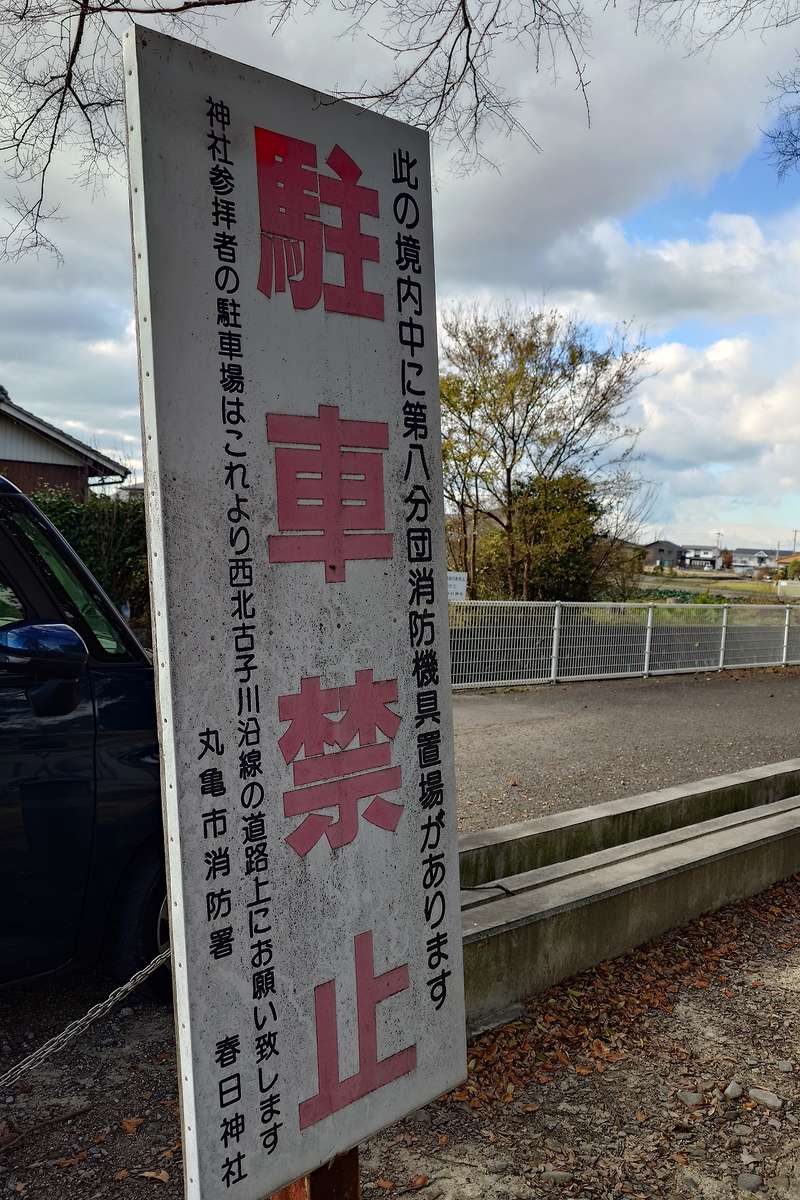 此の境内中に第八分団消防機具置場があります
駐車禁止
神社参拝者の駐車場はこれより西北古子川沿線の道路上にお願い致します
丸亀市消防署 春日神社